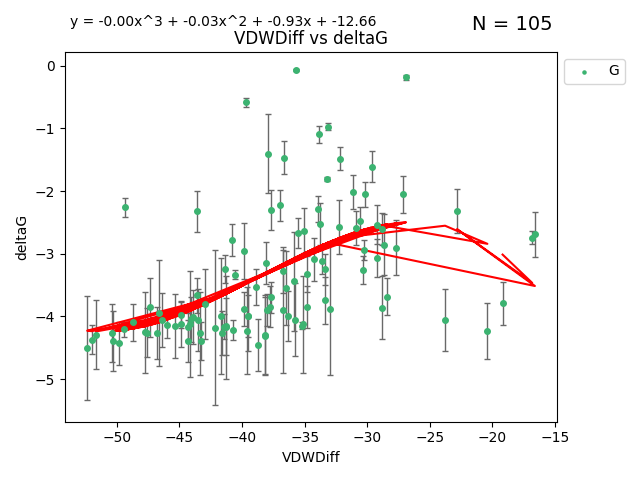 y = -0.00x^3 + -0.03x^2 + -0.93x + -12.66
N = 105
VDWDiff vs deltaG
G
deltaG
0
−1
−2
−3
−4
−5
−50
−45
−40
−35
−30
−25
−20
−15
VDWDiff